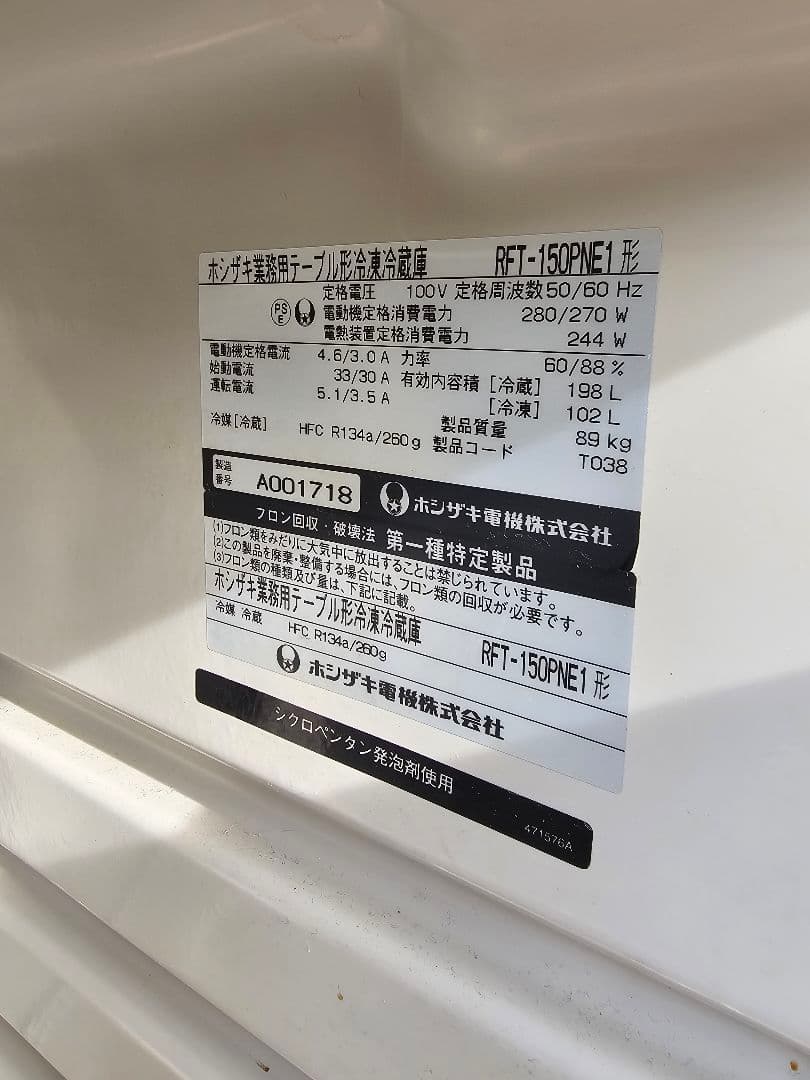 ホシザキ業務用テーブル形冷凍冷蔵庫 RFT-150PNE1形
定格電圧 100V 定格周波数 50/60 Hz
PS
E
電動機定格消費電力 280/270 W
電熱装置定格消費電力 244 W
電動機定格電流 4.6/3.0 A 力率 60/88 %
始動電流 33/30 A 有効内容積 [冷蔵] 198 L
運転電流 5.1/3.5 A [冷凍] 102 L
製品質量 89 kg
冷媒[冷蔵] HFC R134a/260g 製品コード T038
製造
番号 A001718 ホシザキ電機株式会社
フロン回収・破壊法 第一種特定製品
(1)フロン類をみだりに大気中に放出することは禁じられています。
(2)この製品を廃棄・整備する場合には、フロン類の回収が必要です。
(3)フロン類の種類及び量は、下記に記載。
ホシザキ業務用テーブル形冷凍冷蔵庫 RFT-150PNE1形
冷媒 冷蔵 HFC R134a/260g
ホシザキ電機株式会社
シクロペンタン発泡剤使用
471576A